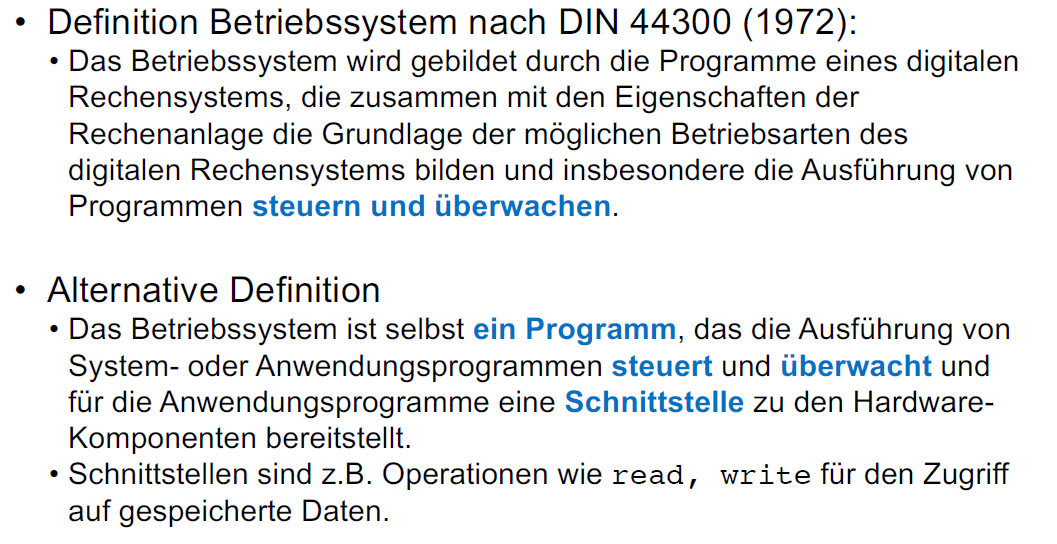 • Definition Betriebssystem nach DIN 44300 (1972):
• Das Betriebssystem wird gebildet durch die Programme eines digitalen
Rechensystems, die zusammen mit den Eigenschaften der
Rechenanlage die Grundlage der möglichen Betriebsarten des
digitalen Rechensystems bilden und insbesondere die Ausführung von
Programmen steuern und überwachen.
• Alternative Definition
• Das Betriebssystem ist selbst ein Programm, das die Ausführung von
System- oder Anwendungsprogrammen steuert und überwacht und
für die Anwendungsprogramme eine Schnittstelle zu den Hardware-
Komponenten bereitstellt.
• Schnittstellen sind z.B. Operationen wie read, write für den Zugriff
auf gespeicherte Daten.